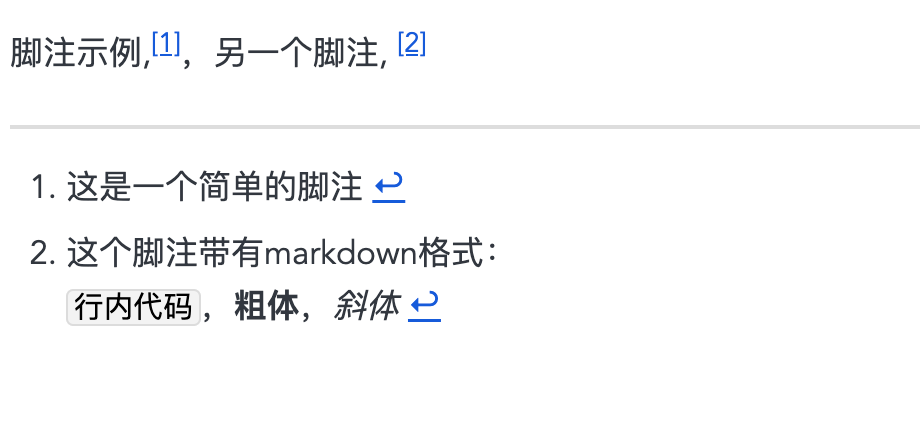 脚注示例,[1]，另一个脚注, [2]
1. 这是一个简单的脚注 ↩
2. 这个脚注带有markdown格式：
行内代码，粗体，斜体 ↩